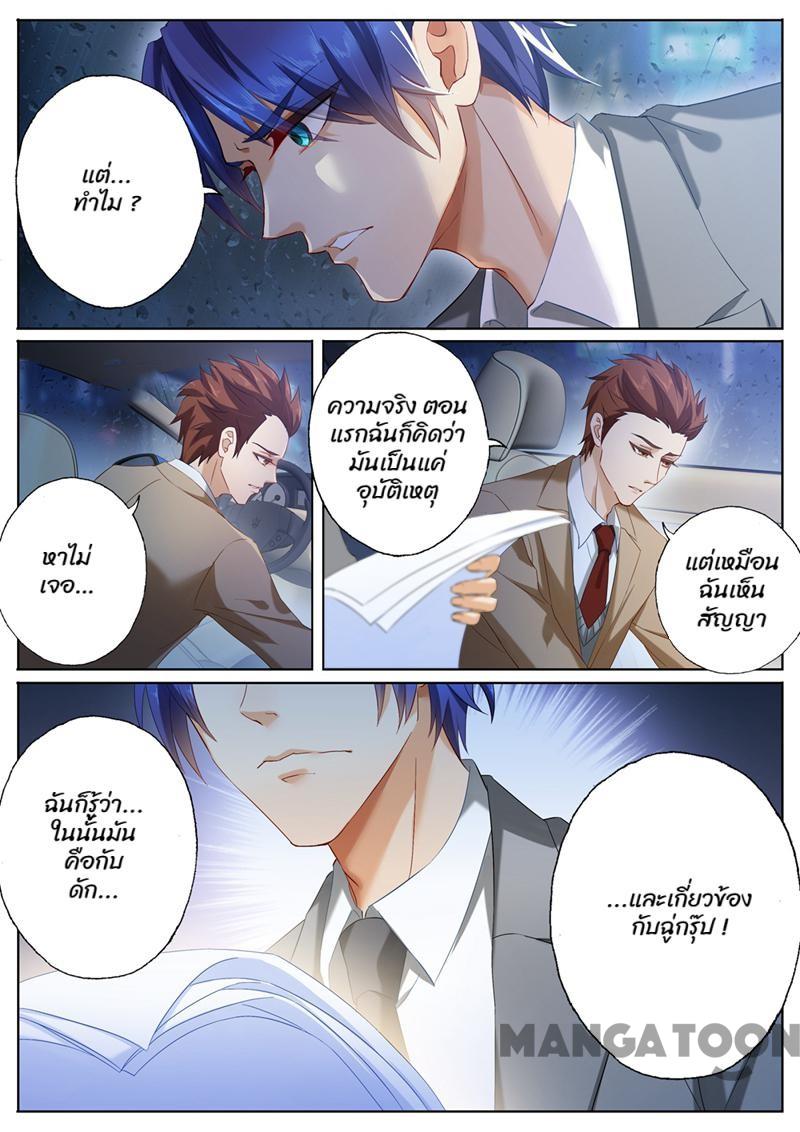 แต่...
ทำไม ?
หาไม่
เจอ...
ความจริง ตอน
แรกฉันก็คิดว่า
มันเป็นแค่
อุบัติเหตุ
แต่เหมือน
ฉันเห็น
สัญญา
ฉันก็รู้ว่า...
ในนั้นมัน
คือกับ
ดัก...
...และเกี่ยวข้อง
กับฉู่กรุ๊ป !
MANGATOON